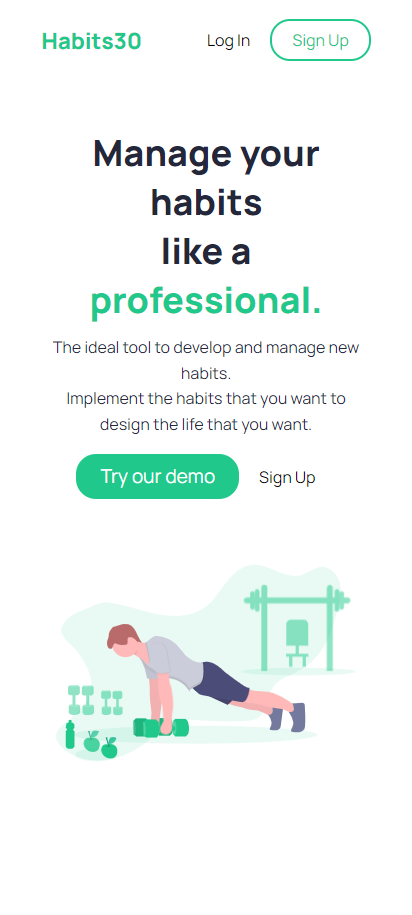 Habits30
Log In
Sign Up
Manage your
habits
like a
professional.
The ideal tool to develop and manage new
habits.
Implement the habits that you want to
design the life that you want.
Try our demo
Sign Up